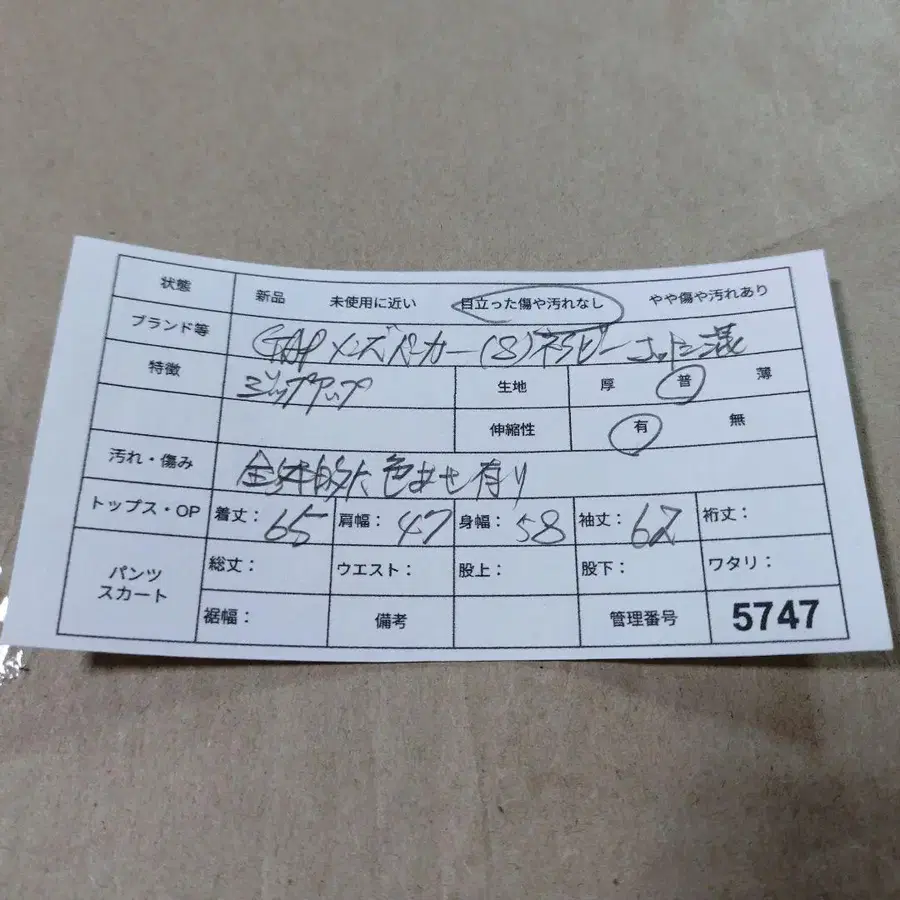 状態 新品 未使用に近い 目立った傷や汚れなし やや傷や汚れあり
ブランド等 GAP メンズパーカー(S)ネイビー コットン混
特徴 ジップアップ 生地 厚 普 薄
伸縮性 有 無
汚れ・傷み 全体的に色あせ有り
トップス・OP 着丈: 65 肩幅: 47 身幅: 58 袖丈: 62 裄丈:
パンツ スカート 総丈: ウエスト: 股上: 股下: ワタリ:
裾幅: 備考 管理番号 5747